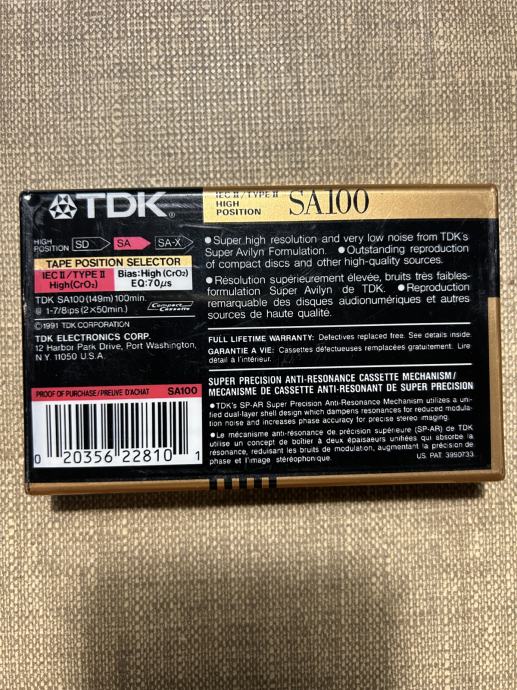 TDK®
IEC II/TYPE II
HIGH
POSITION
SA100
HIGH
POSITION
SD
SA
SA-X
TAPE POSITION SELECTOR
IEC II/TYPE II
High(CrO₂)
Bias:High(CrO₂)
EQ:70µs
TDK SA100(149m)100min.
@ 1-7/8ips (2×50min.)
Compact
Cassette
©1991 TDK CORPORATION
TDK ELECTRONICS CORP.
12 Harbor Park Drive, Port Washington,
N.Y. 11050 U.S.A.
PROOF OF PURCHASE/PREUVE D'ACHAT SA100
0 20356 22810 1
●Super high resolution and very low noise from TDK's
Super Avilyn Formulation. ●Outstanding reproduction
of compact discs and other high-quality sources.
●Résolution supérieurement élevée, bruits très faibles-
formulation Super Avilyn de TDK. ●Reproduction
remarquable des disques audionumériques et autres
sources de haute qualité.
FULL LIFETIME WARRANTY: Defectives replaced free. See details inside.
GARANTIE A VIE: Cassettes défectueuses remplacées gratuitement. Lire
détail à l'intérieur.
SUPER PRECISION ANTI-RESONANCE CASSETTE MECHANISM/
MECANISME DE CASSETTE ANTI-RESONANT DE SUPER PRECISION
●TDK's SP-AR Super Precision Anti-Resonance Mechanism utilizes a uni-
fied dual-layer shell design which dampens resonances for reduced modula-
tion noise and increases phase accuracy for precise stereo imaging.
●Le mécanisme anti-résonance de précision supérieure (SP-AR) de TDK
utilise un concept de boîtier à deux épaisseurs unifiées qui absorbe la
résonance, reduisant les bruits de modulation, augmentant la précision de
phase et l'image stéréophonique. US. PAT. 3990733.